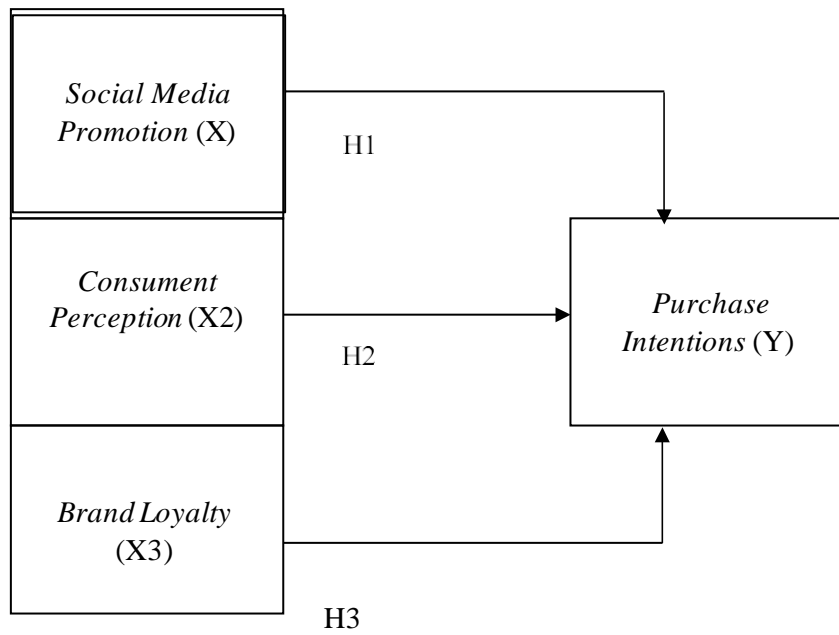 Social Media
Promotion (X)
H1
Consument
Perception (X2)
H2
Purchase
Intentions (Y)
Brand Loyalty
(X3)
H3